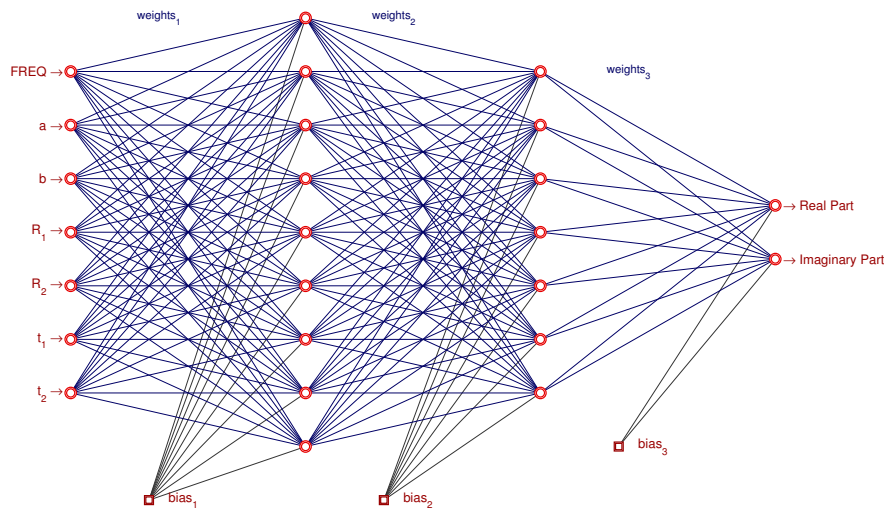 weights₁
weights₂
weights₃
FREQ →
a →
b →
R₁ →
R₂ →
t₁ →
t₂ →
→ Real Part
→ Imaginary Part
bias₁
bias₂
bias₃